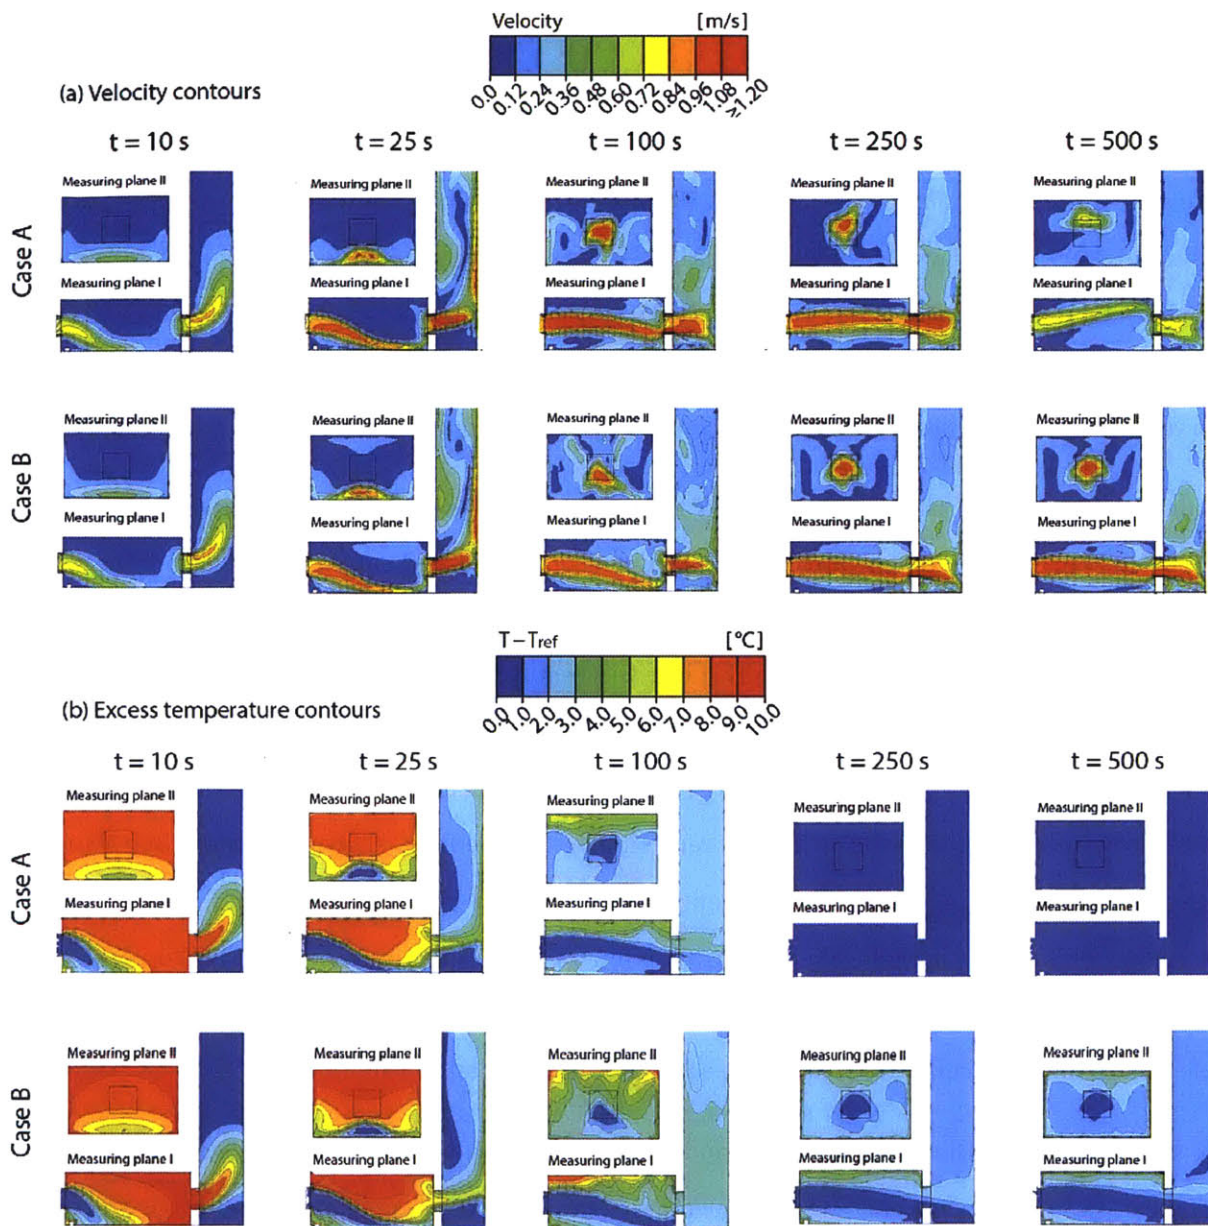 Velocity [m/s]
0.0 0.12 0.24 0.36 0.48 0.60 0.72 0.84 0.96 1.08 ≥1.20
(a) Velocity contours
t = 10 s t = 25 s t = 100 s t = 250 s t = 500 s
Case A
Measuring plane II Measuring plane II Measuring plane II Measuring plane II Measuring plane II
Measuring plane I Measuring plane I Measuring plane I Measuring plane I Measuring plane I
Case B
Measuring plane II Measuring plane II Measuring plane II Measuring plane II Measuring plane II
Measuring plane I Measuring plane I Measuring plane I Measuring plane I Measuring plane I
T–Tref [°C]
0.0 1.0 2.0 3.0 4.0 5.0 6.0 7.0 8.0 9.0 10.0
(b) Excess temperature contours
t = 10 s t = 25 s t = 100 s t = 250 s t = 500 s
Case A
Measuring plane II Measuring plane II Measuring plane II Measuring plane II Measuring plane II
Measuring plane I Measuring plane I Measuring plane I Measuring plane I Measuring plane I
Case B
Measuring plane II Measuring plane II Measuring plane II Measuring plane II Measuring plane II
Measuring plane I Measuring plane I Measuring plane I Measuring plane I Measuring plane I